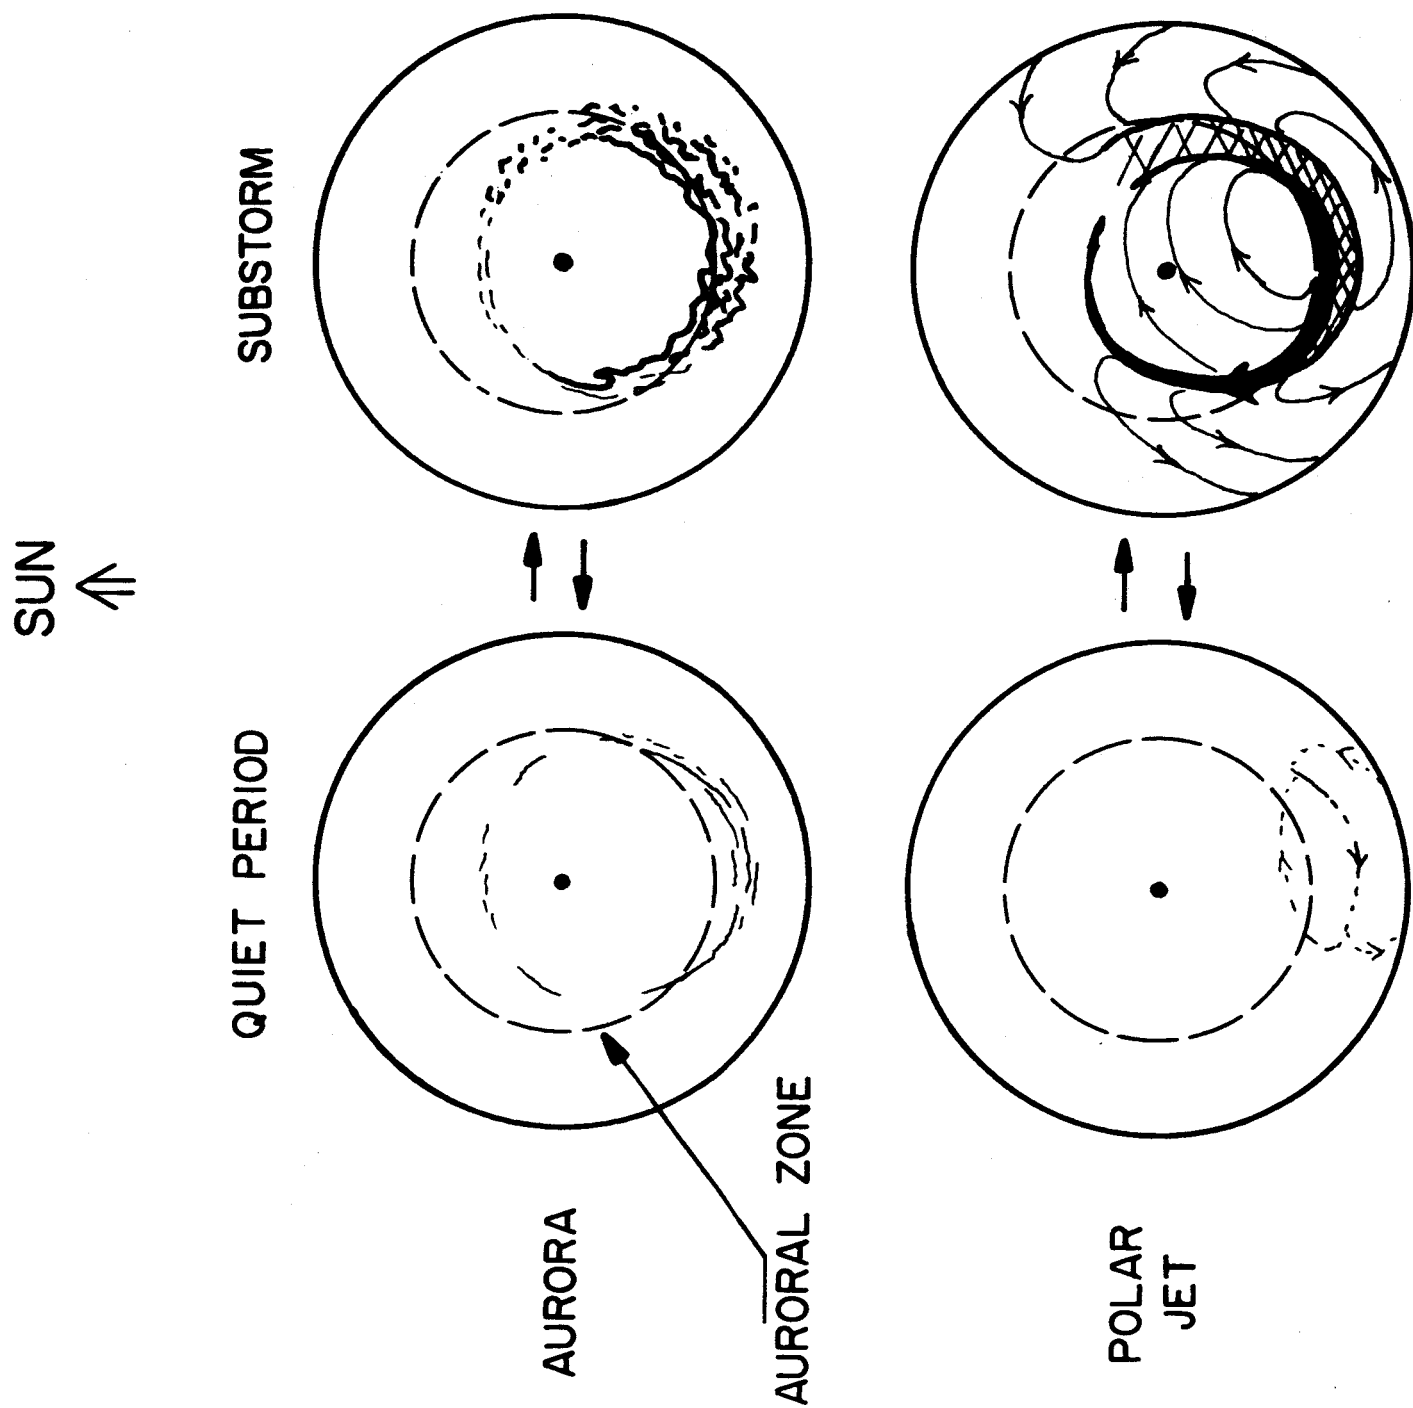 SUN
QUIET PERIOD
SUBSTORM
AURORA
AURORAL ZONE
POLAR
JET